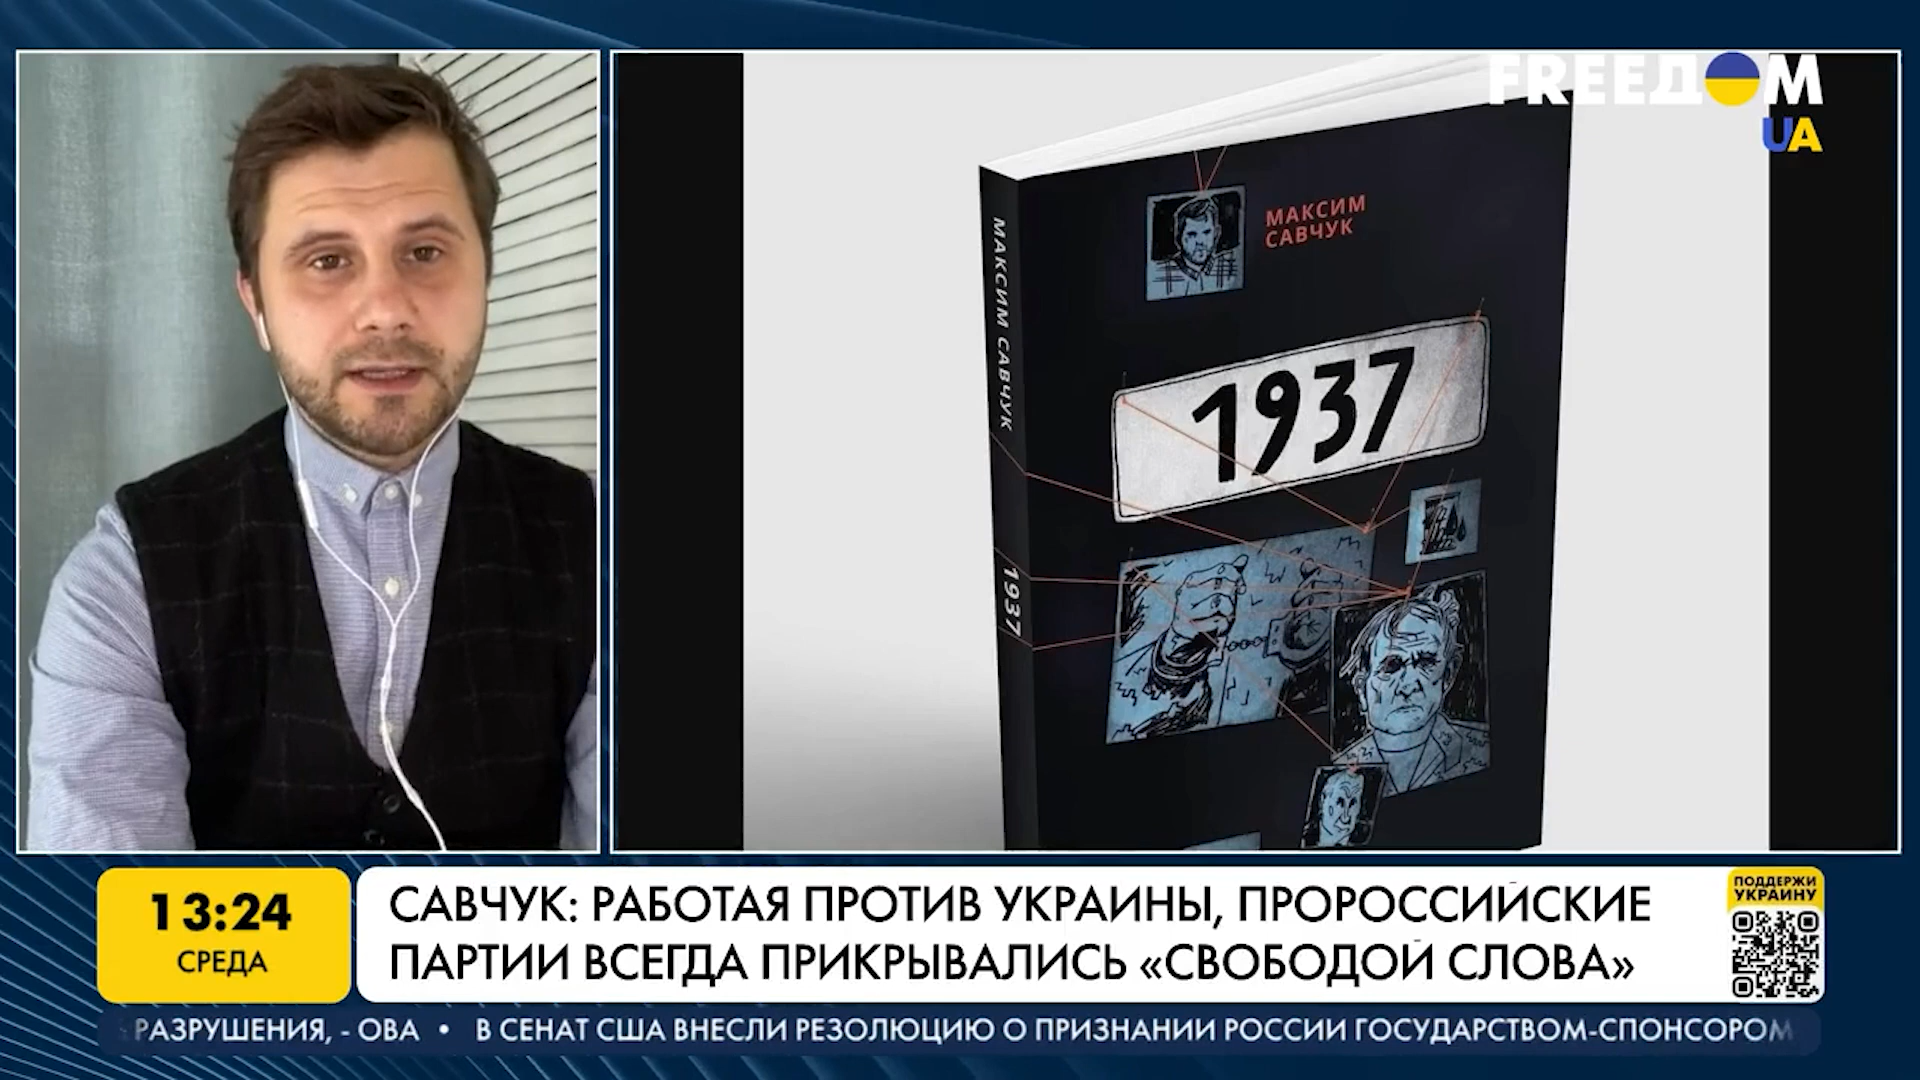 FREEДOM
UA
МАКСИМ
САВЧУК
1937
МАКСИМ САВЧУК
1937
13:24
СРЕДА
САВЧУК: РАБОТАЯ ПРОТИВ УКРАИНЫ, ПРОРОССИЙСКИЕ
ПАРТИИ ВСЕГДА ПРИКРЫВАЛИСЬ «СВОБОДОЙ СЛОВА»
ПОДДЕРЖИ
УКРАИНУ
РАЗРУШЕНИЯ, - ОВА • В СЕНАТ США ВНЕСЛИ РЕЗОЛЮЦИЮ О ПРИЗНАНИИ РОССИИ ГОСУДАРСТВОМ-СПОНСОРОМ